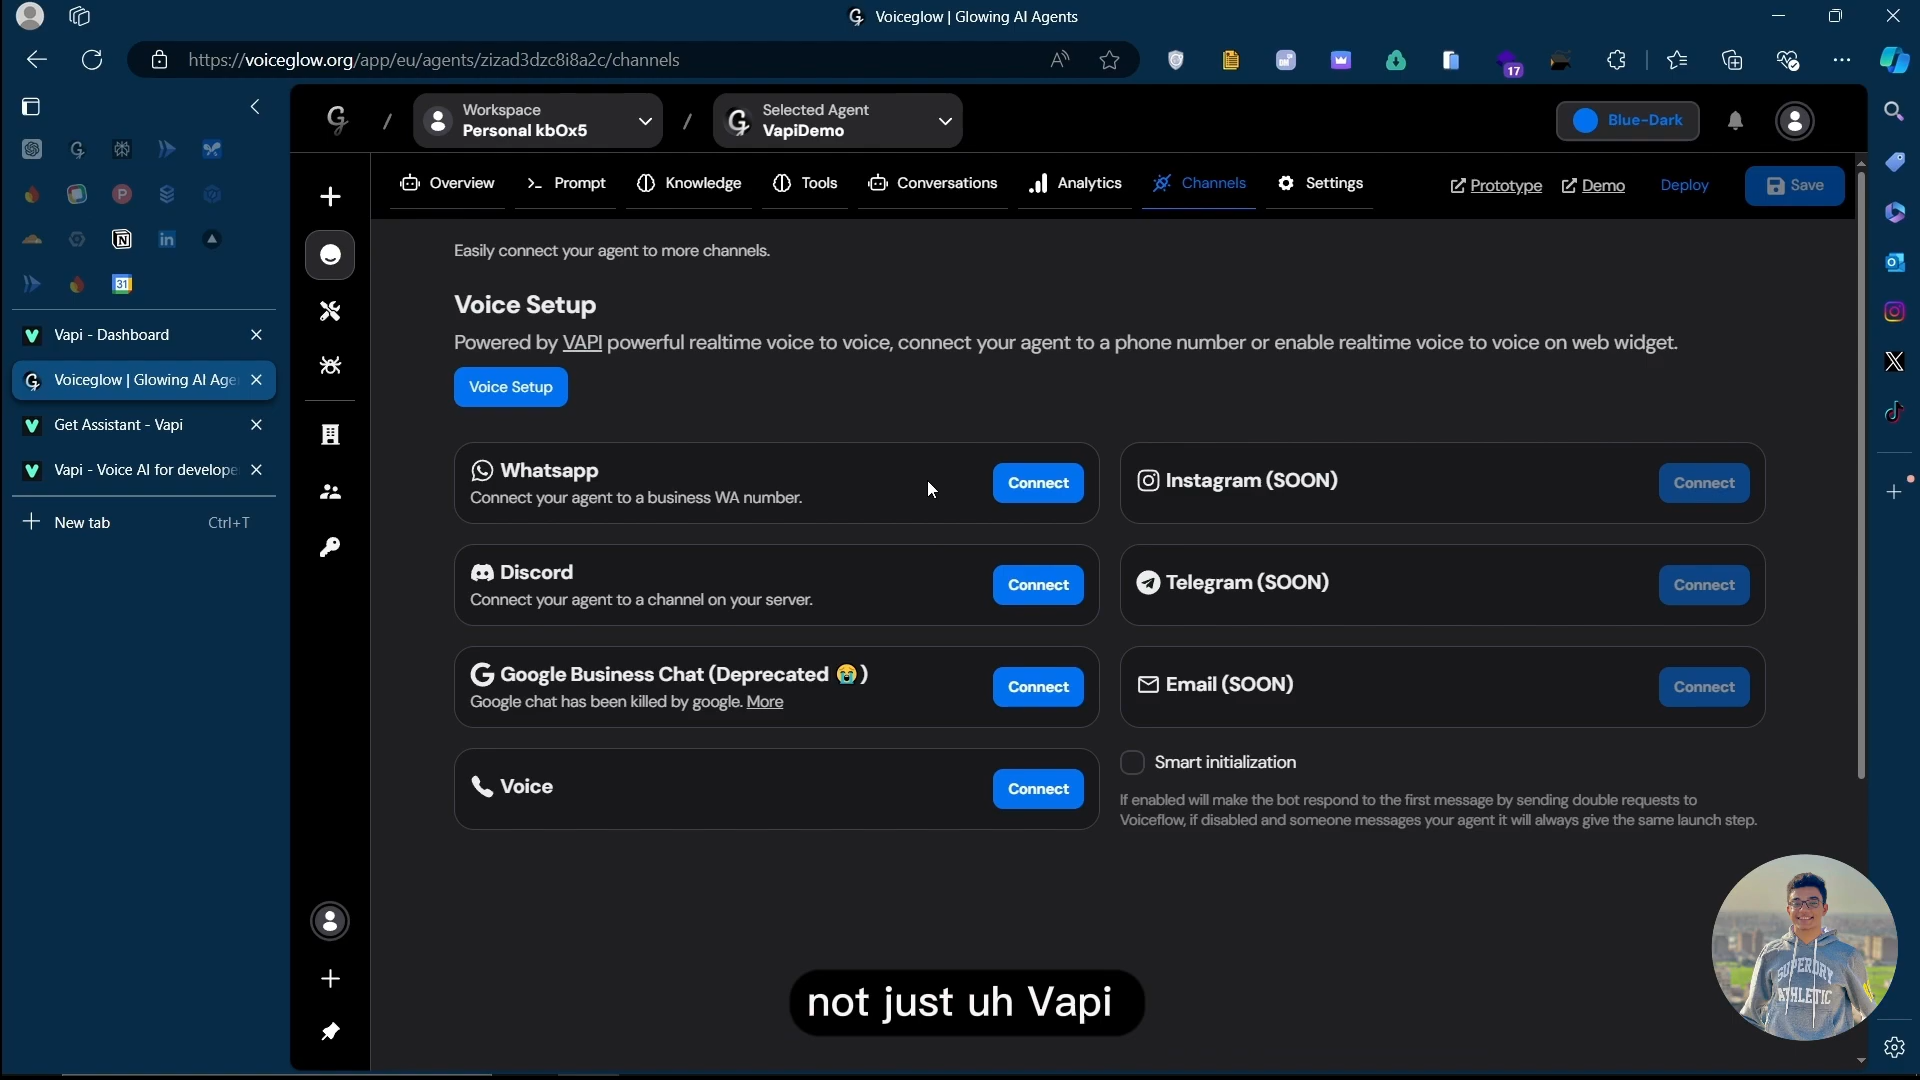 Voiceglow | Glowing AI Agents
https://voiceglow.org/app/eu/agents/zizad3dzc8i8a2c/channels
17
31
Vapi - Dashboard
Voiceglow | Glowing AI Age
Get Assistant - Vapi
Vapi - Voice AI for develope
New tab
Ctrl+T
Workspace
Personal kbOx5
Selected Agent
VapiDemo
Blue-Dark
Overview
Prompt
Knowledge
Tools
Conversations
Analytics
Channels
Settings
Prototype
Demo
Deploy
Save
Easily connect your agent to more channels.
Voice Setup
Powered by VAPI powerful realtime voice to voice, connect your agent to a phone number or enable realtime voice to voice on web widget.
Voice Setup
Whatsapp
Connect your agent to a business WA number.
Connect
Instagram (SOON)
Connect
Discord
Connect your agent to a channel on your server.
Connect
Telegram (SOON)
Connect
Google Business Chat (Deprecated 😭)
Google chat has been killed by google. More
Connect
Email (SOON)
Connect
Voice
Connect
Smart initialization
If enabled will make the bot respond to the first message by sending double requests to
Voiceflow, if disabled and someone messages your agent it will always give the same launch step.
SUPERDRY
ATHLETIC
not just uh Vapi